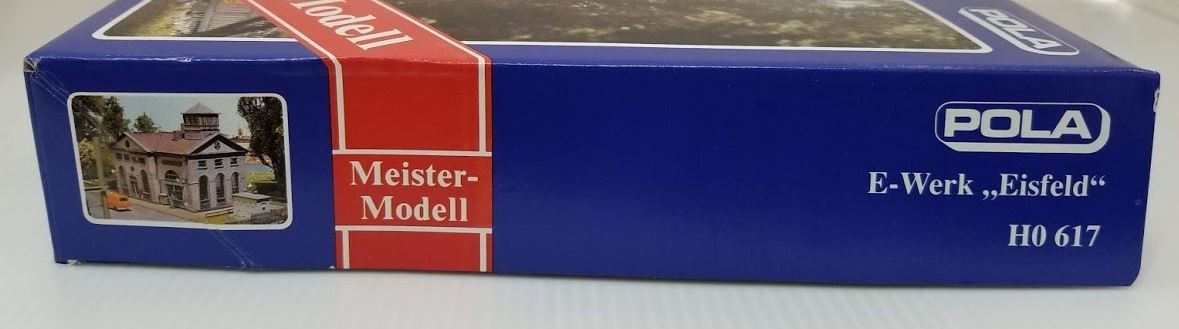 Modell
POLA
Meister-
Modell
POLA
E-Werk „Eisfeld“
H0 617